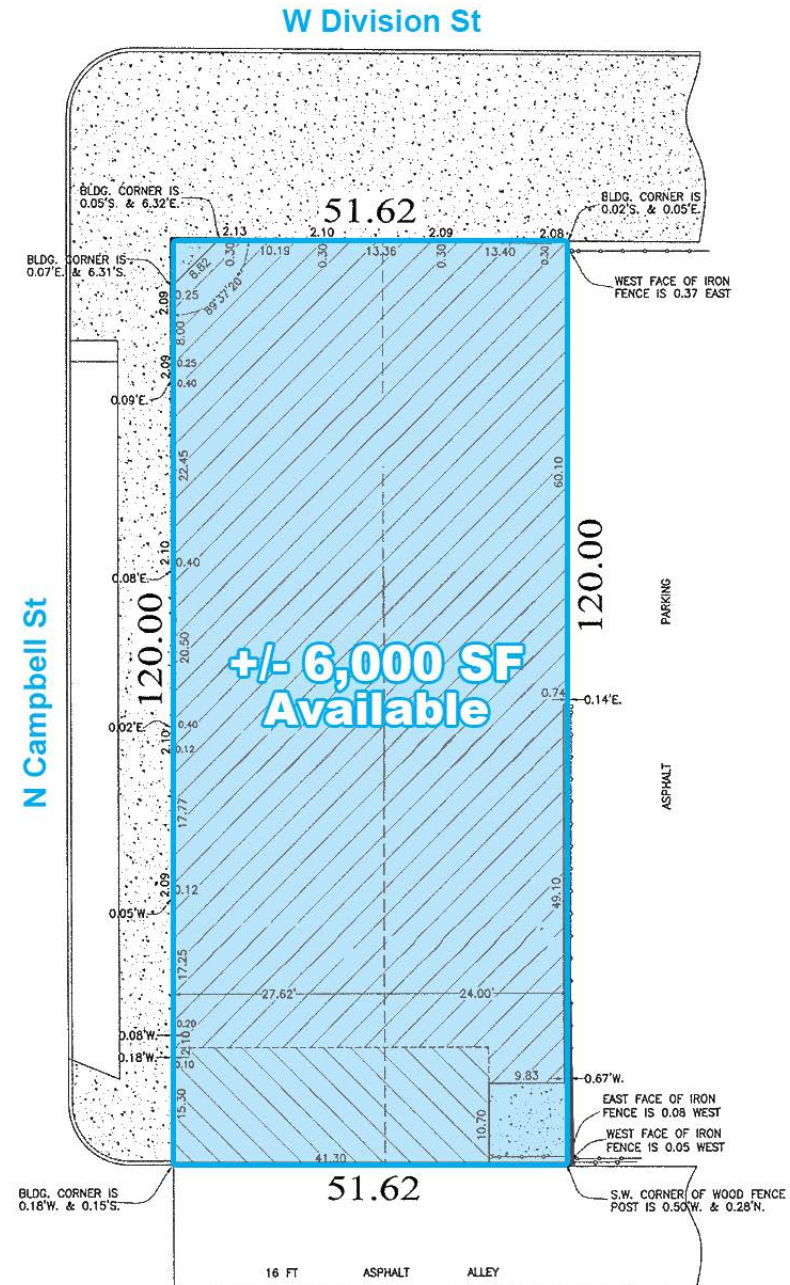 W Division St
BLDG. CORNER IS
0.05'S. & 6.32'E.
51.62
BLDG. CORNER IS
0.02'S. & 0.05'E.
2.13
2.10
2.09
2.08
BLDG. CORNER IS
0.07'E. & 6.31'S.
8.82
0.30
10.19
0.30
13.36
0.30
13.40
0.30
WEST FACE OF IRON
FENCE IS 0.37 EAST
2.09
0.25
89°37'20"
8.00
2.09
0.25
0.40
0.09'E.
22.45
60.10
2.10
0.40
0.08'E.
120.00
20.50
120.00
PARKING
N Campbell St
+/- 6,000 SF
Available
0.74
0.14'E.
0.02'E.
0.40
2.10
0.12
ASPHALT
17.77
2.09
0.12
49.10
0.05'W.
17.25
27.62'
24.00'
0.20
0.08'W.
2.10
0.18'W.
0.10
9.83
0.67'W.
15.30
10.70
EAST FACE OF IRON
FENCE IS 0.08 WEST
WEST FACE OF IRON
FENCE IS 0.05 WEST
41.30
51.62
BLDG. CORNER IS
0.18'W. & 0.15'S.
S.W. CORNER OF WOOD FENCE
POST IS 0.50'W. & 0.28'N.
16 FT ASPHALT ALLEY